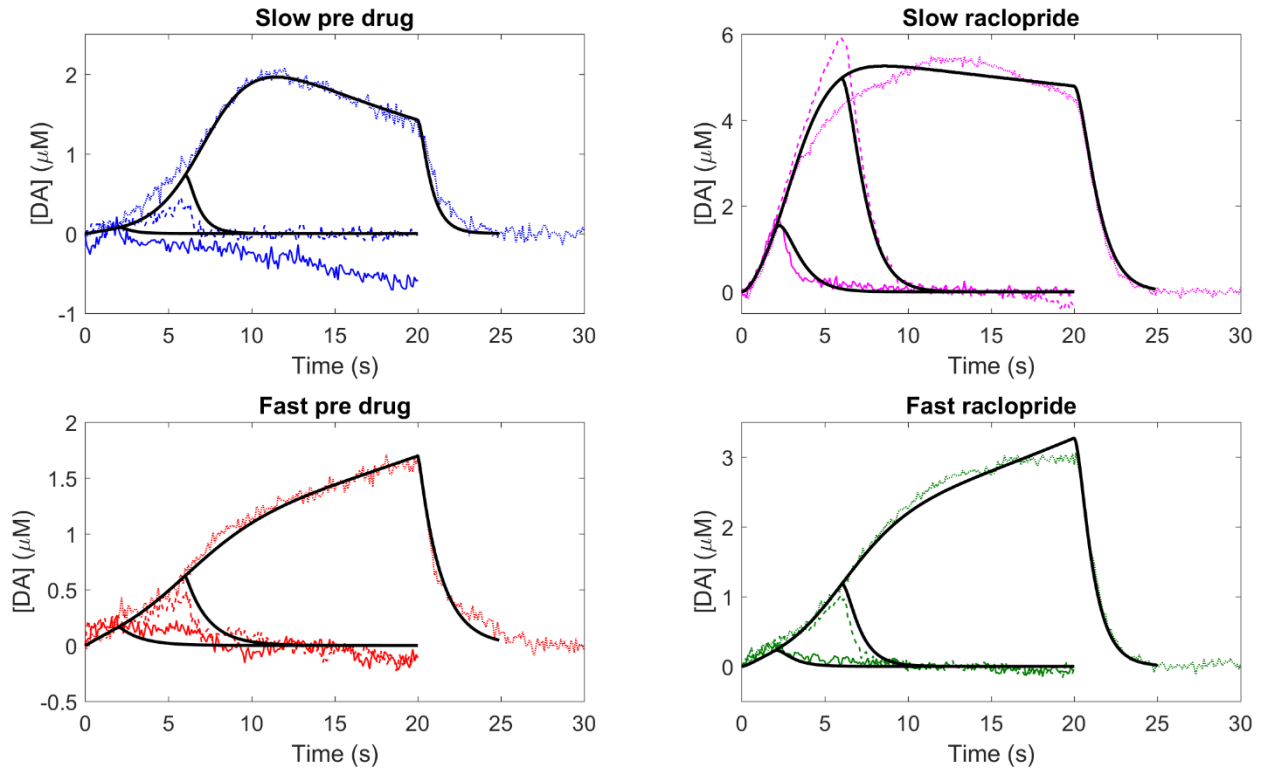 Slow pre drug
[DA] (μM)
2
1
0
-1
0 5 10 15 20 25 30
Time (s)
Slow raclopride
[DA] (μM)
6
4
2
0
0 5 10 15 20 25 30
Time (s)
Fast pre drug
[DA] (μM)
2
1.5
1
0.5
0
-0.5
0 5 10 15 20 25 30
Time (s)
Fast raclopride
[DA] (μM)
3
2
1
0
0 5 10 15 20 25 30
Time (s)